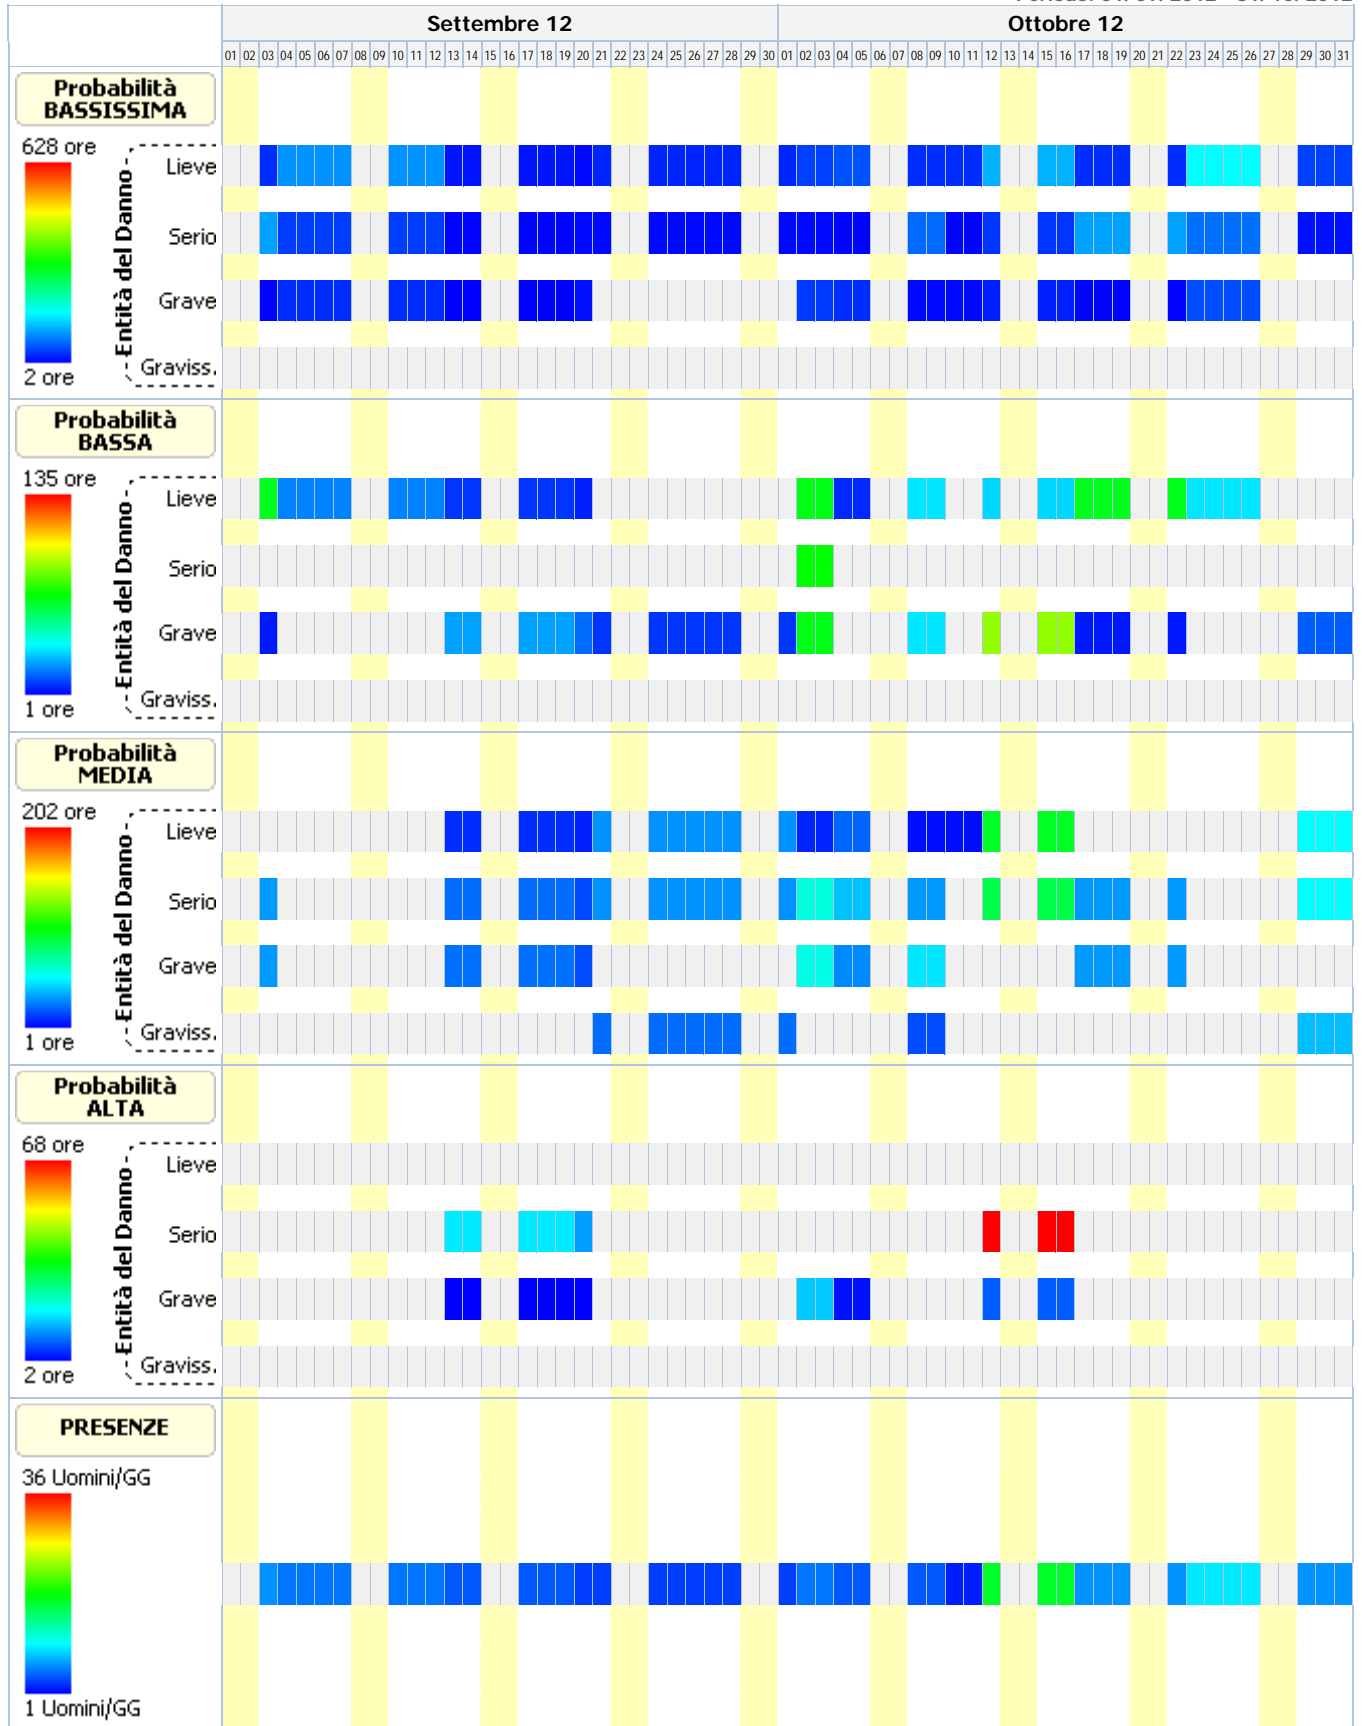 Settembre 12 Ottobre 12
01 02 03 04 05 06 07 08 09 10 11 12 13 14 15 16 17 18 19 20 21 22 23 24 25 26 27 28 29 30 01 02 03 04 05 06 07 08 09 10 11 12 13 14 15 16 17 18 19 20 21 22 23 24 25 26 27 28 29 30 31
Probabilità
BASSISSIMA
628 ore
2 ore
Entità del Danno
Lieve
Serio
Grave
Graviss.
Probabilità
BASSA
135 ore
1 ore
Entità del Danno
Lieve
Serio
Grave
Graviss.
Probabilità
MEDIA
202 ore
1 ore
Entità del Danno
Lieve
Serio
Grave
Graviss.
Probabilità
ALTA
68 ore
2 ore
Entità del Danno
Lieve
Serio
Grave
Graviss.
PRESENZE
36 Uomini/GG
1 Uomini/GG